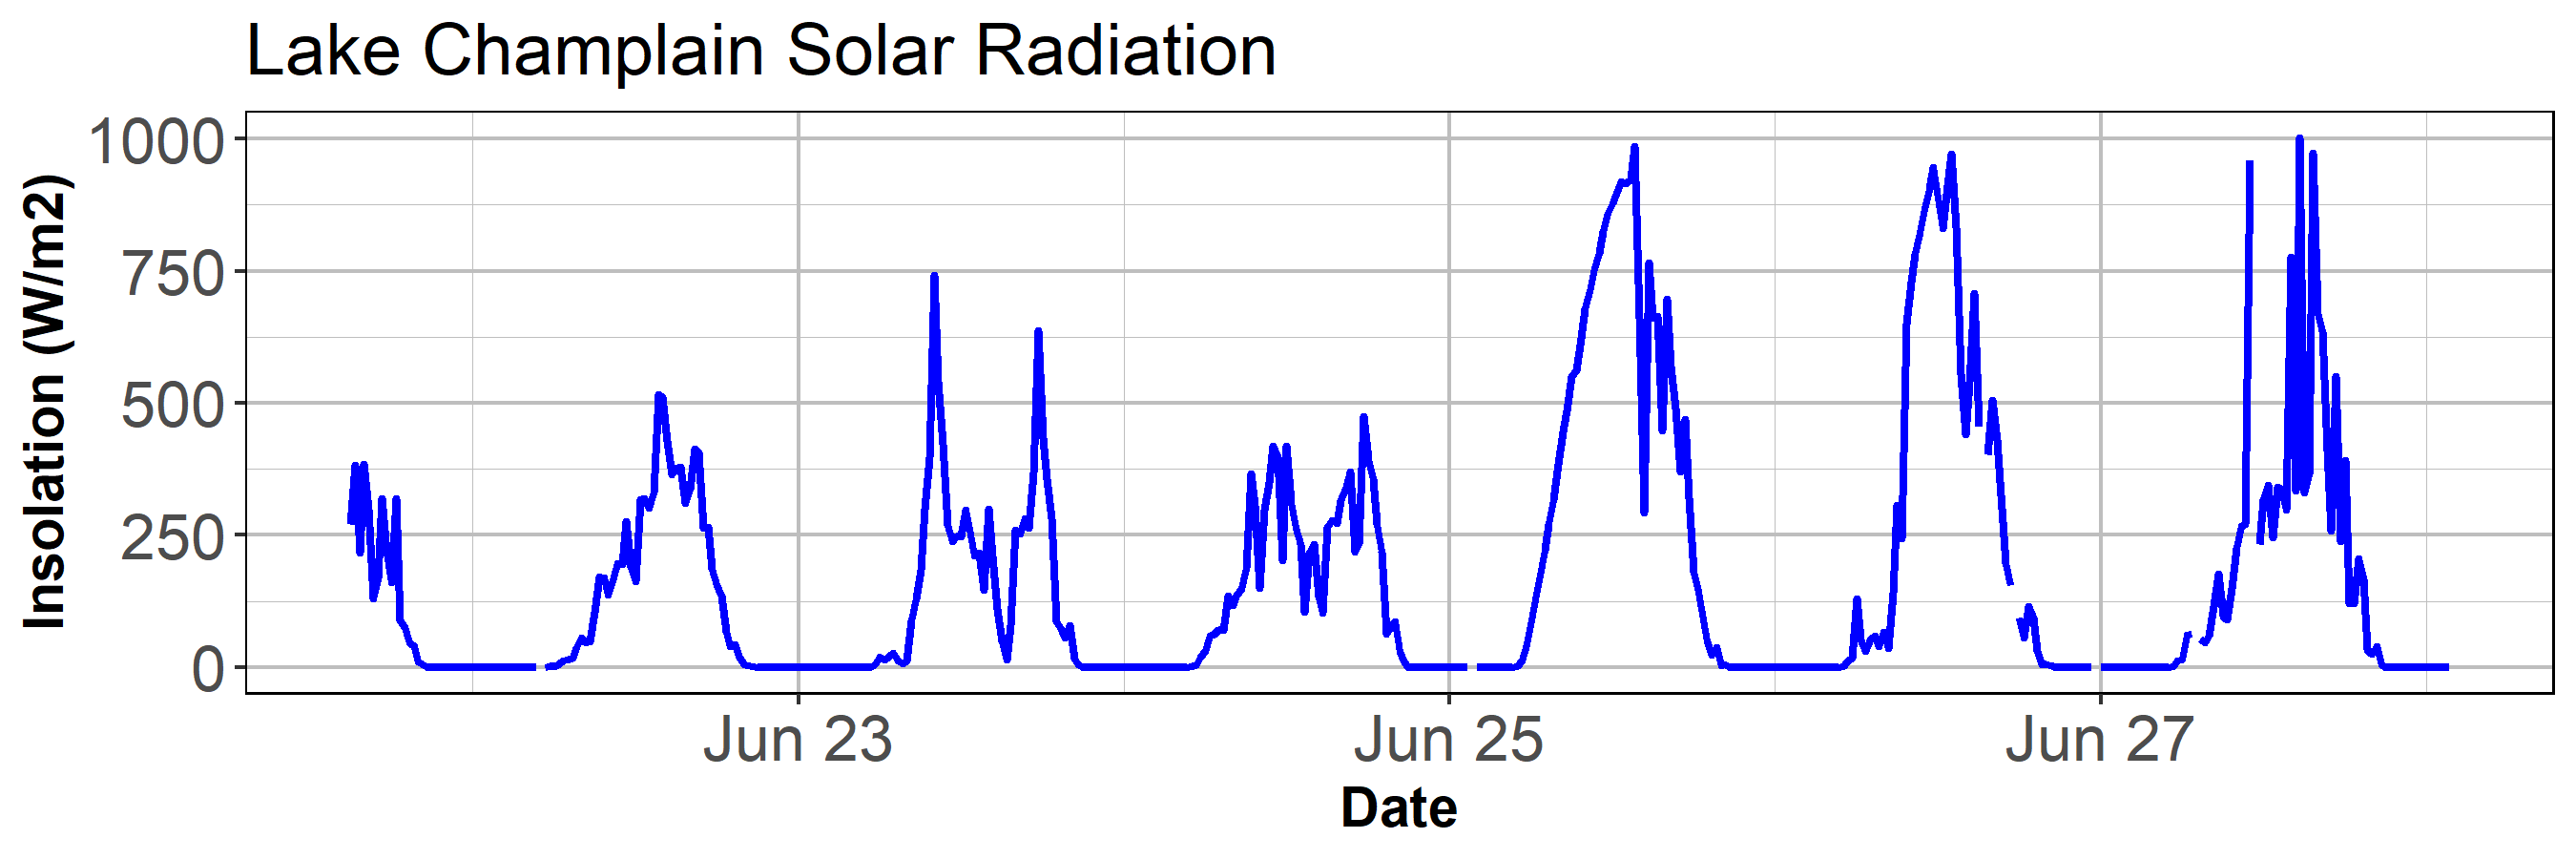 Lake Champlain Solar Radiation
Insolation (W/m2)
1000
750
500
250
0
Jun 23
Jun 25
Jun 27
Date